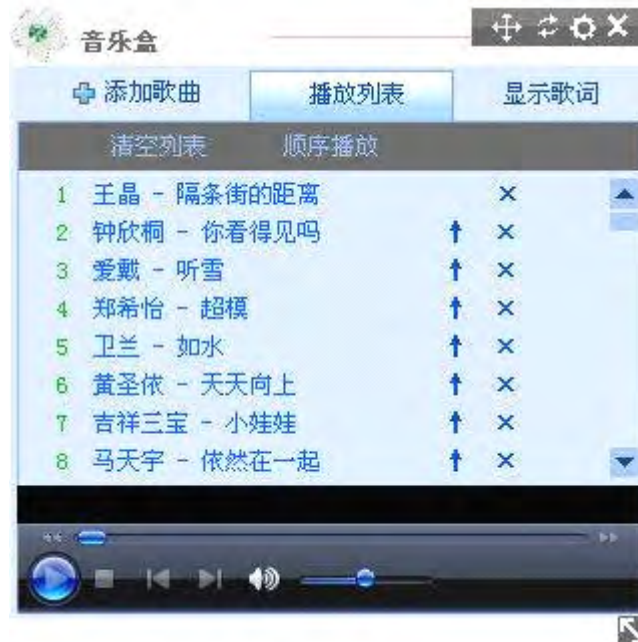 音乐盒
添加歌曲 播放列表 显示歌词
清空列表 顺序播放
1 王晶 - 隔条街的距离
2 钟欣桐 - 你看得见吗
3 爱戴 - 听雪
4 郑希怡 - 超模
5 卫兰 - 如水
6 黄圣依 - 天天向上
7 吉祥三宝 - 小娃娃
8 马天宇 - 依然在一起